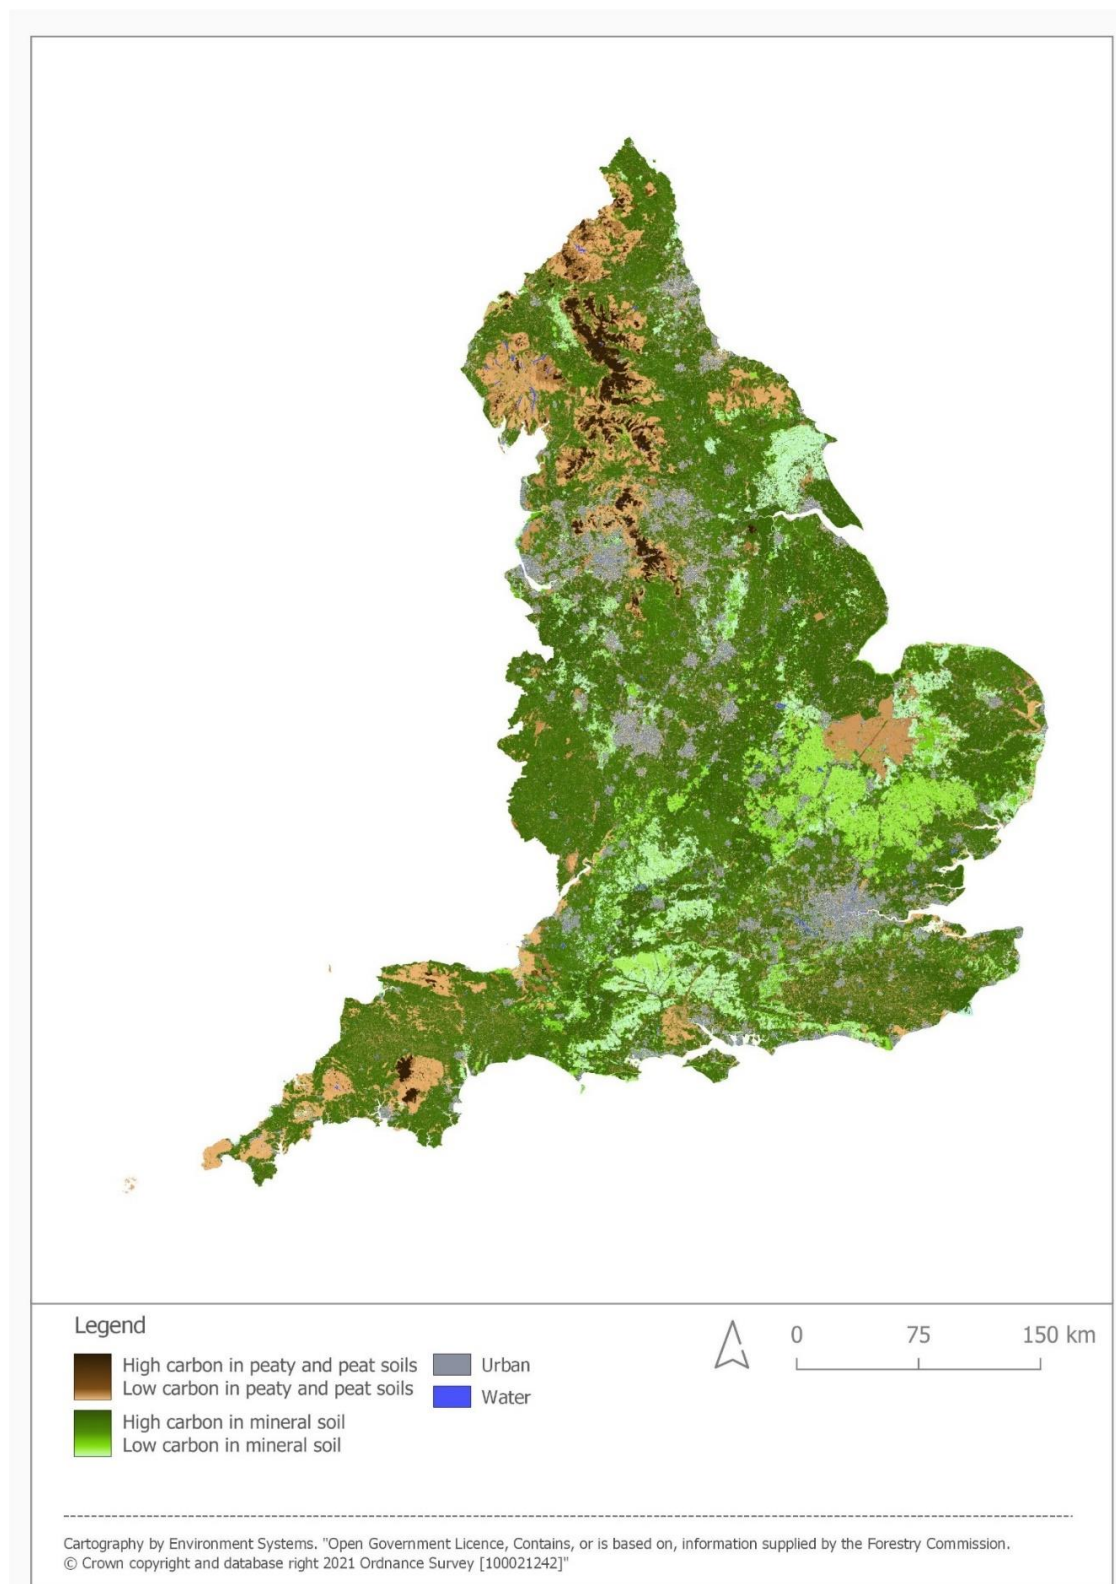 Legend
High carbon in peaty and peat soils
Low carbon in peaty and peat soils
High carbon in mineral soil
Low carbon in mineral soil
Urban
Water
0 75 150 km
Cartography by Environment Systems. "Open Government Licence, Contains, or is based on, information supplied by the Forestry Commission.
© Crown copyright and database right 2021 Ordnance Survey [100021242]"